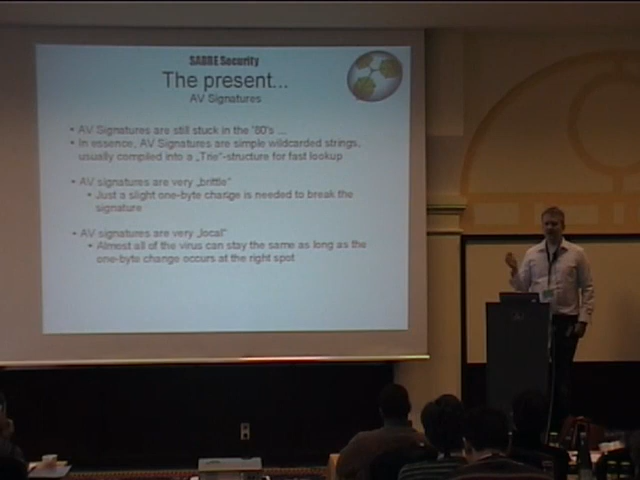 SABRE Security
The present...
AV Signatures
• AV Signatures are still stuck in the "80's ...
• In essence, AV Signatures are simple wildcarded strings,
usually compiled into a „Trie"-structure for fast lookup
• AV signatures are very „brittle"
• Just a slight one-byte change is needed to break the
signature
• AV signatures are very „local"
• Almost all of the virus can stay the same as long as the
one-byte change occurs at the right spot